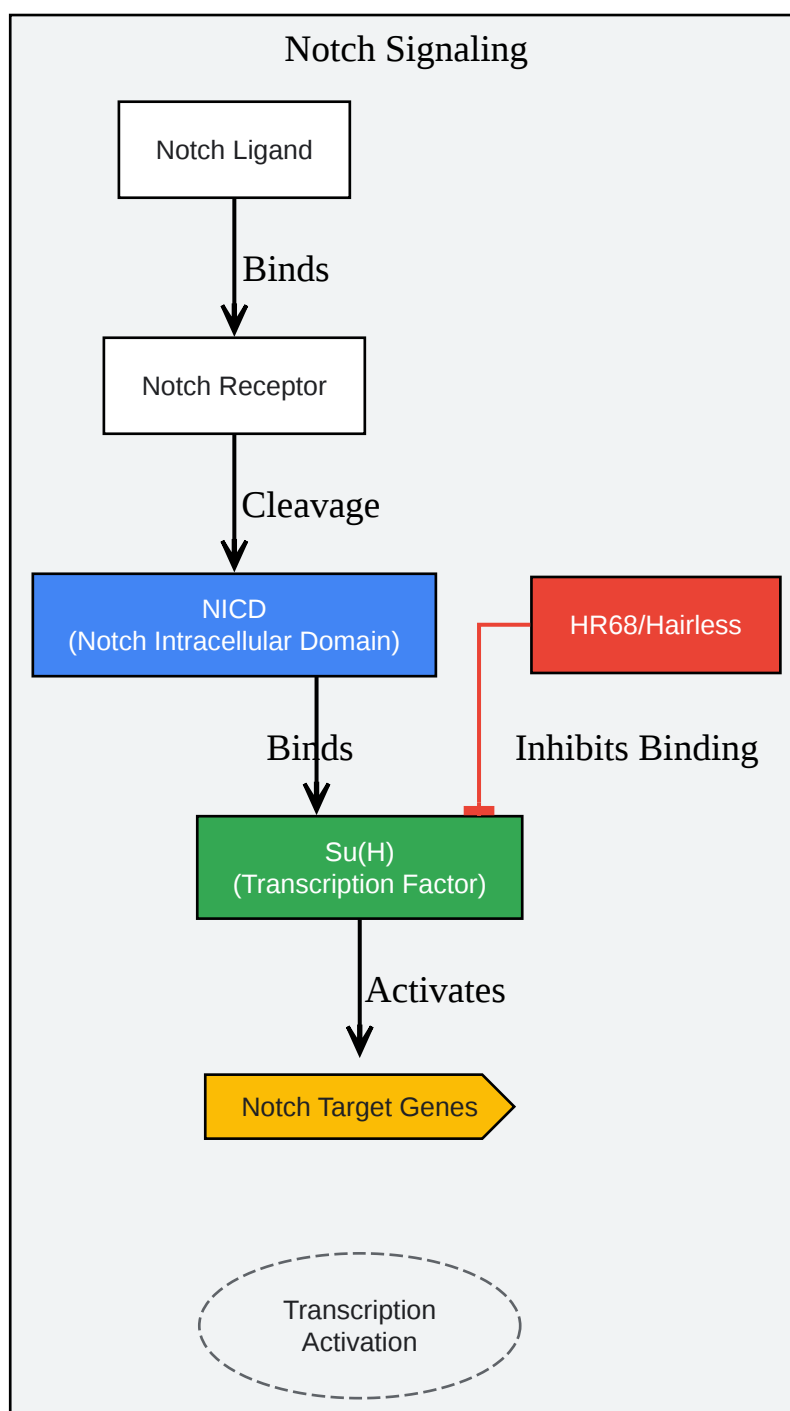 Notch Signaling
Notch Ligand
Binds
Notch Receptor
Cleavage
NICD
(Notch Intracellular Domain)
HR68/Hairless
Binds
Inhibits Binding
Su(H)
(Transcription Factor)
Activates
Notch Target Genes
Transcription
Activation